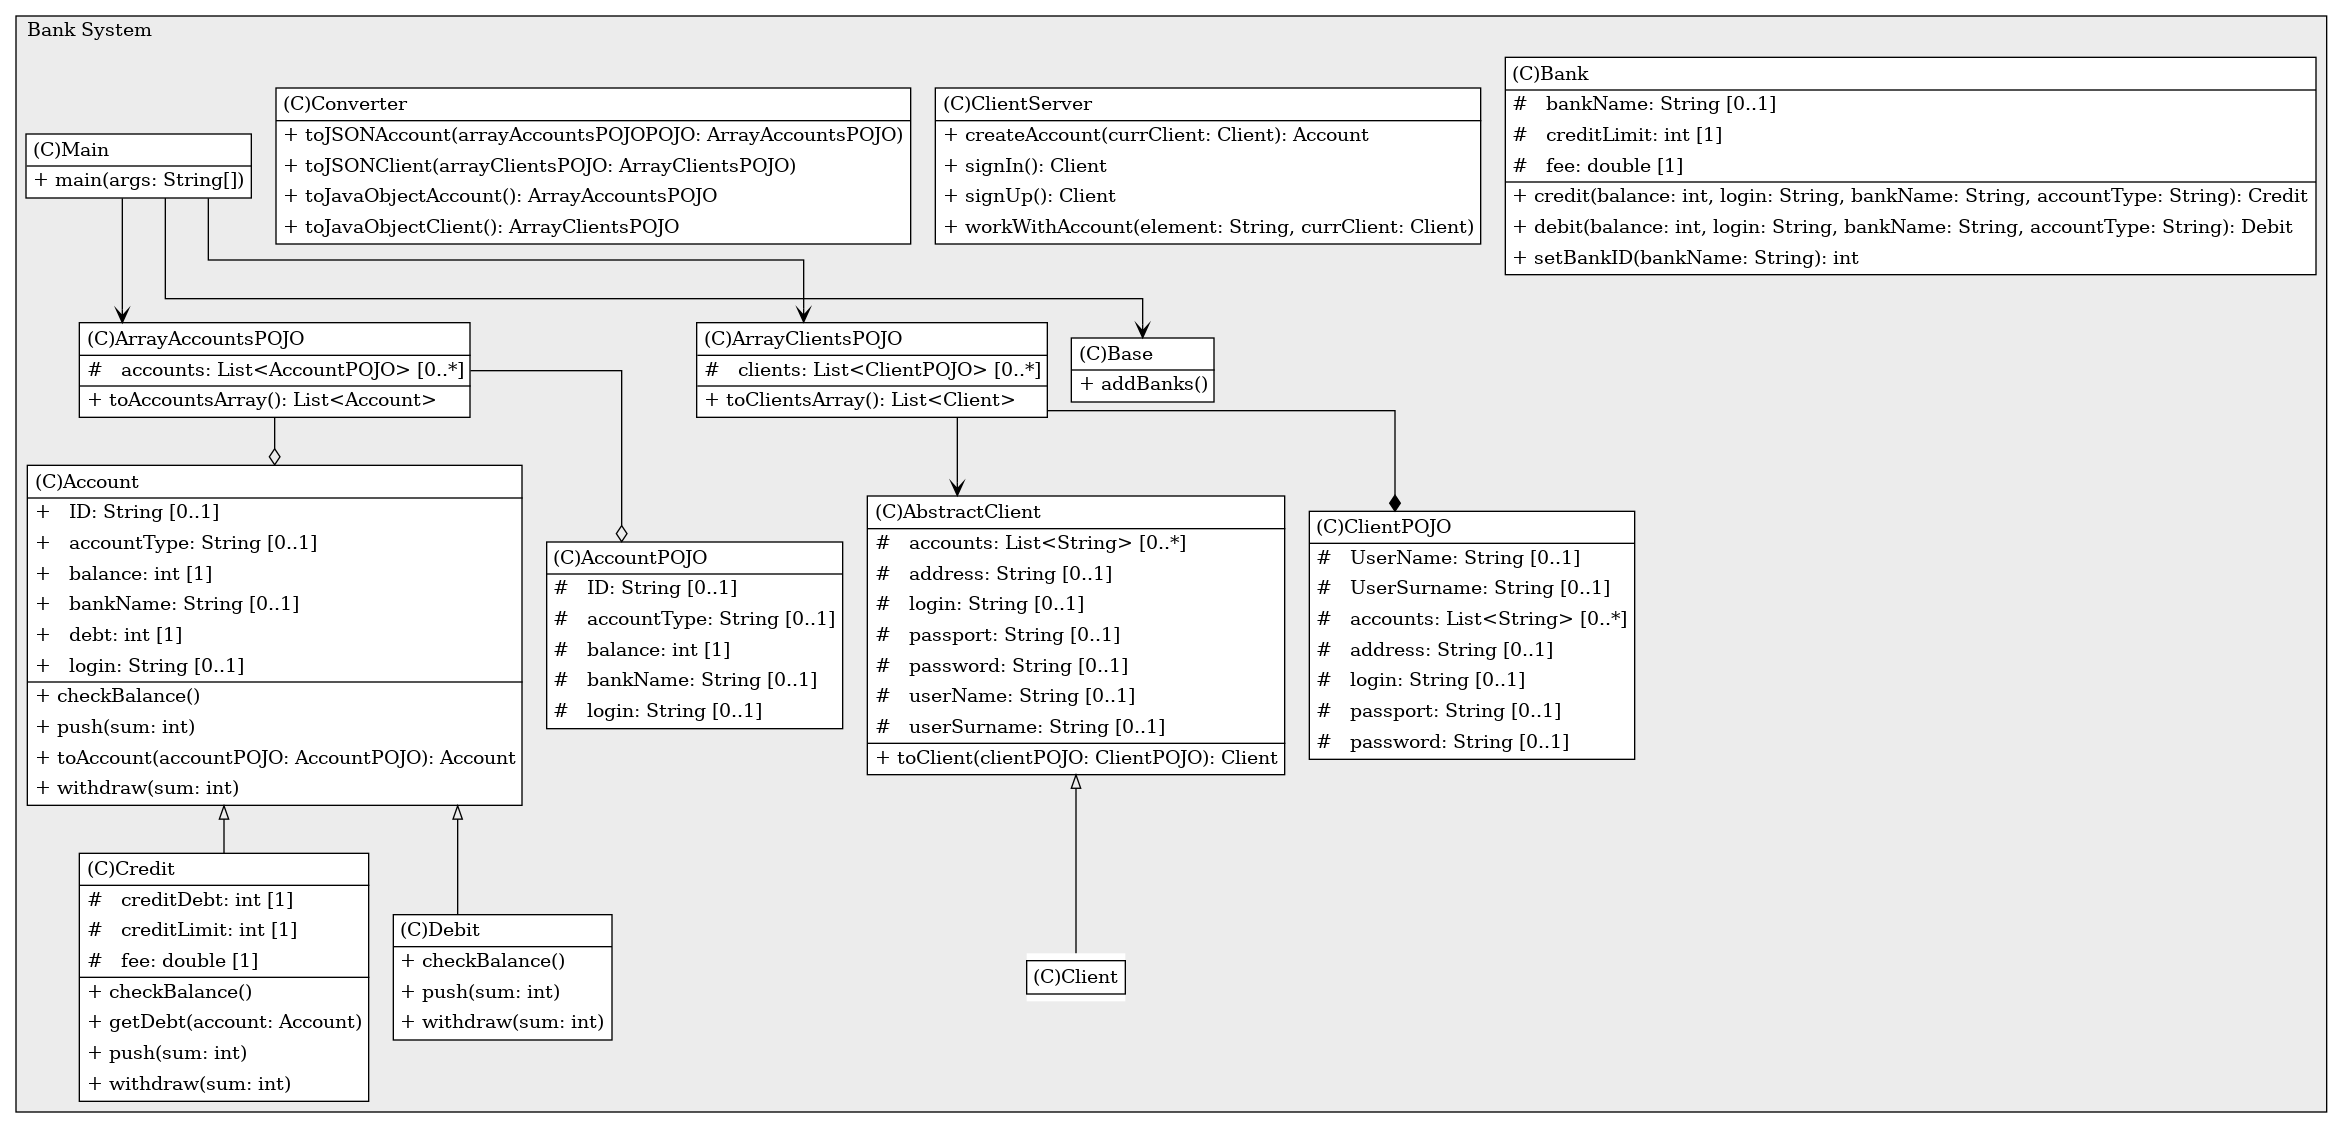 Bank System
(C)Bank
# bankName: String [0..1]
# creditLimit: int [1]
# fee: double [1]
+ credit(balance: int, login: String, bankName: String, accountType: String): Credit
+ debit(balance: int, login: String, bankName: String, accountType: String): Debit
+ setBankID(bankName: String): int
(C)ClientServer
+ createAccount(currClient: Client): Account
+ signIn(): Client
+ signUp(): Client
+ workWithAccount(element: String, currClient: Client)
(C)Converter
+ toJSONAccount(arrayAccountsPOJOPOJO: ArrayAccountsPOJO)
+ toJSONClient(arrayClientsPOJO: ArrayClientsPOJO)
+ toJavaObjectAccount(): ArrayAccountsPOJO
+ toJavaObjectClient(): ArrayClientsPOJO
(C)Main
+ main(args: String[])
(C)ArrayAccountsPOJO
# accounts: List<AccountPOJO> [0..*]
+ toAccountsArray(): List<Account>
(C)ArrayClientsPOJO
# clients: List<ClientPOJO> [0..*]
+ toClientsArray(): List<Client>
(C)Base
+ addBanks()
(C)Account
+ ID: String [0..1]
+ accountType: String [0..1]
+ balance: int [1]
+ bankName: String [0..1]
+ debt: int [1]
+ login: String [0..1]
+ checkBalance()
+ push(sum: int)
+ toAccount(accountPOJO: AccountPOJO): Account
+ withdraw(sum: int)
(C)AccountPOJO
# ID: String [0..1]
# accountType: String [0..1]
# balance: int [1]
# bankName: String [0..1]
# login: String [0..1]
(C)AbstractClient
# accounts: List<String> [0..*]
# address: String [0..1]
# login: String [0..1]
# passport: String [0..1]
# password: String [0..1]
# userName: String [0..1]
# userSurname: String [0..1]
+ toClient(clientPOJO: ClientPOJO): Client
(C)ClientPOJO
# UserName: String [0..1]
# UserSurname: String [0..1]
# accounts: List<String> [0..*]
# address: String [0..1]
# login: String [0..1]
# passport: String [0..1]
# password: String [0..1]
(C)Credit
# creditDebt: int [1]
# creditLimit: int [1]
# fee: double [1]
+ checkBalance()
+ getDebt(account: Account)
+ push(sum: int)
+ withdraw(sum: int)
(C)Debit
+ checkBalance()
+ push(sum: int)
+ withdraw(sum: int)
(C)Client